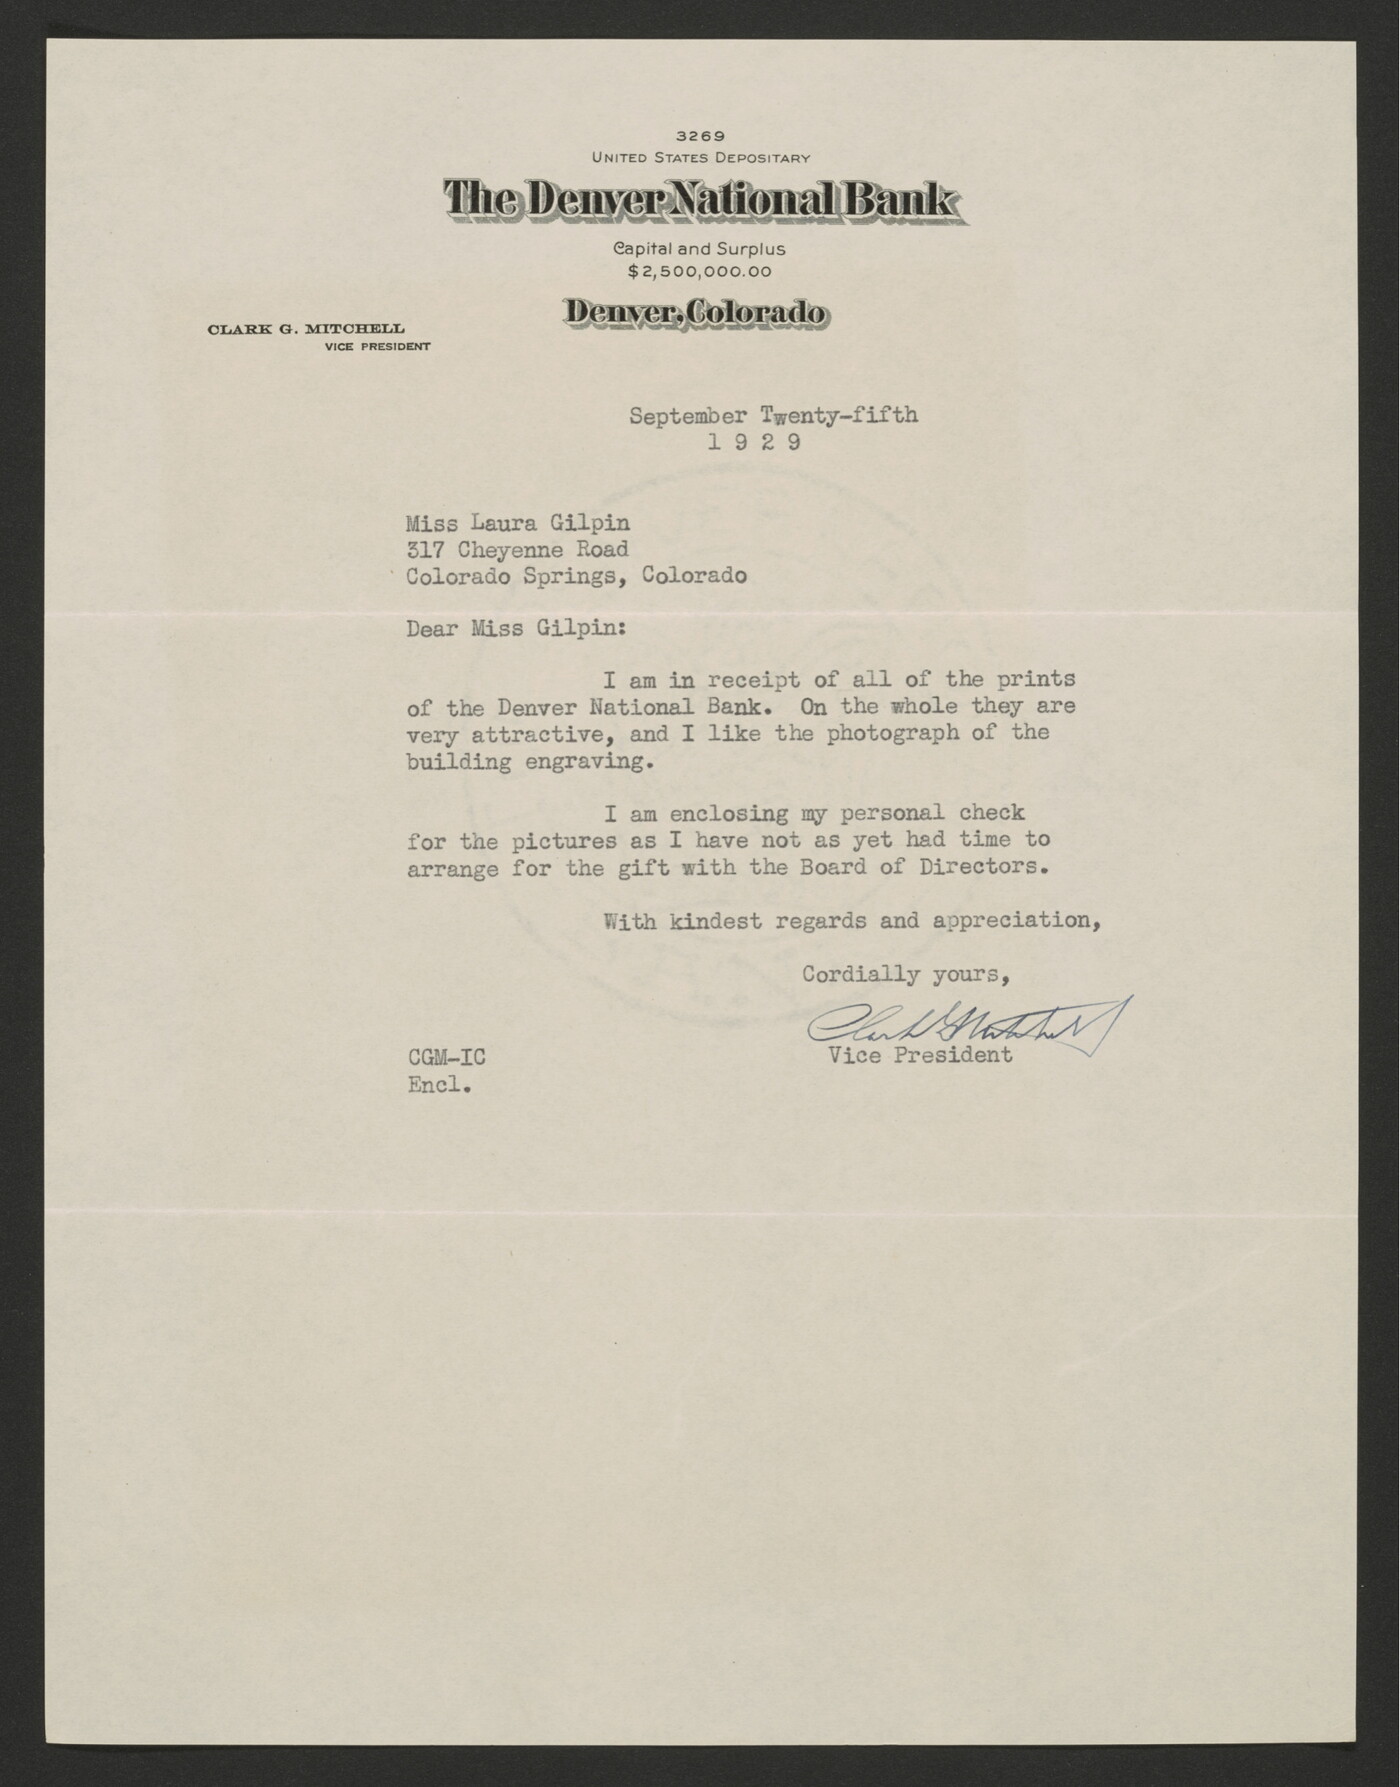 3269
UNITED STATES DEPOSITARY
The Denver National Bank
Capital and Surplus
$2,500,000.00
Denver, Colorado
CLARK G. MITCHELL
VICE PRESIDENT
September Twenty-fifth
1 9 2 9
Miss Laura Gilpin
317 Cheyenne Road
Colorado Springs, Colorado
Dear Miss Gilpin:
I am in receipt of all of the prints
of the Denver National Bank. On the whole they are
very attractive, and I like the photograph of the
building engraving.
I am enclosing my personal check
for the pictures as I have not as yet had time to
arrange for the gift with the Board of Directors.
With kindest regards and appreciation,
Cordially yours,
Clark G Mitchell
Vice President
CGM-IC
Encl.